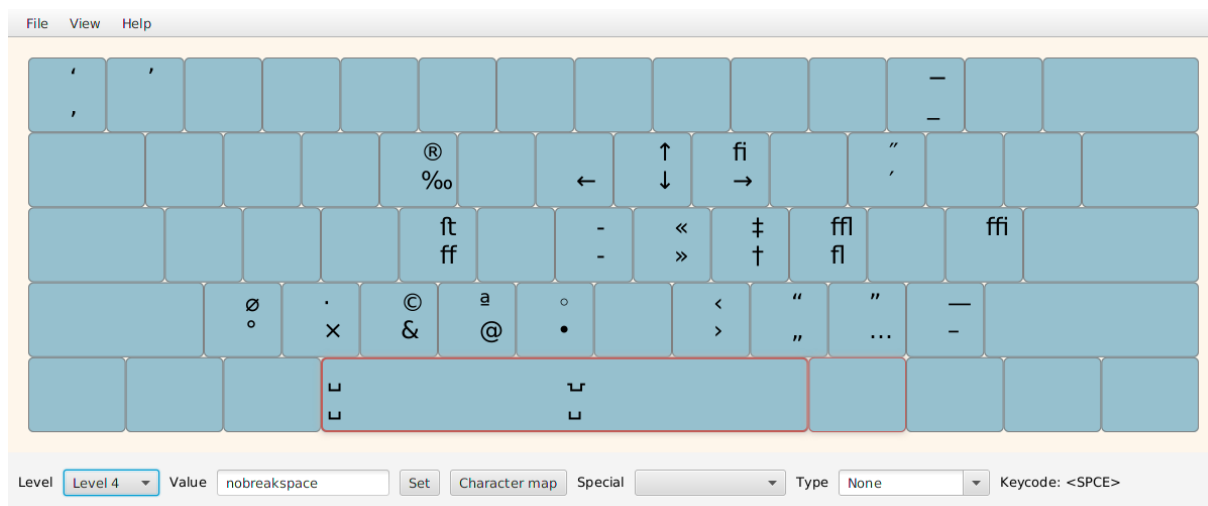 File View Help
‘ ’ —
‚ –
® ↑ ﬁ ″
‰ ← ↓ → ′
ﬅ - « ‡ ﬄ ﬃ
ﬀ - » † ﬂ
⌀ · © ª ◦ ‹ “ ” —
° × & @ • › „ … –
␣
␣ ␣
Level Level 4 Value nobreakspace Set Character map Special Type None Keycode: <SPCE>